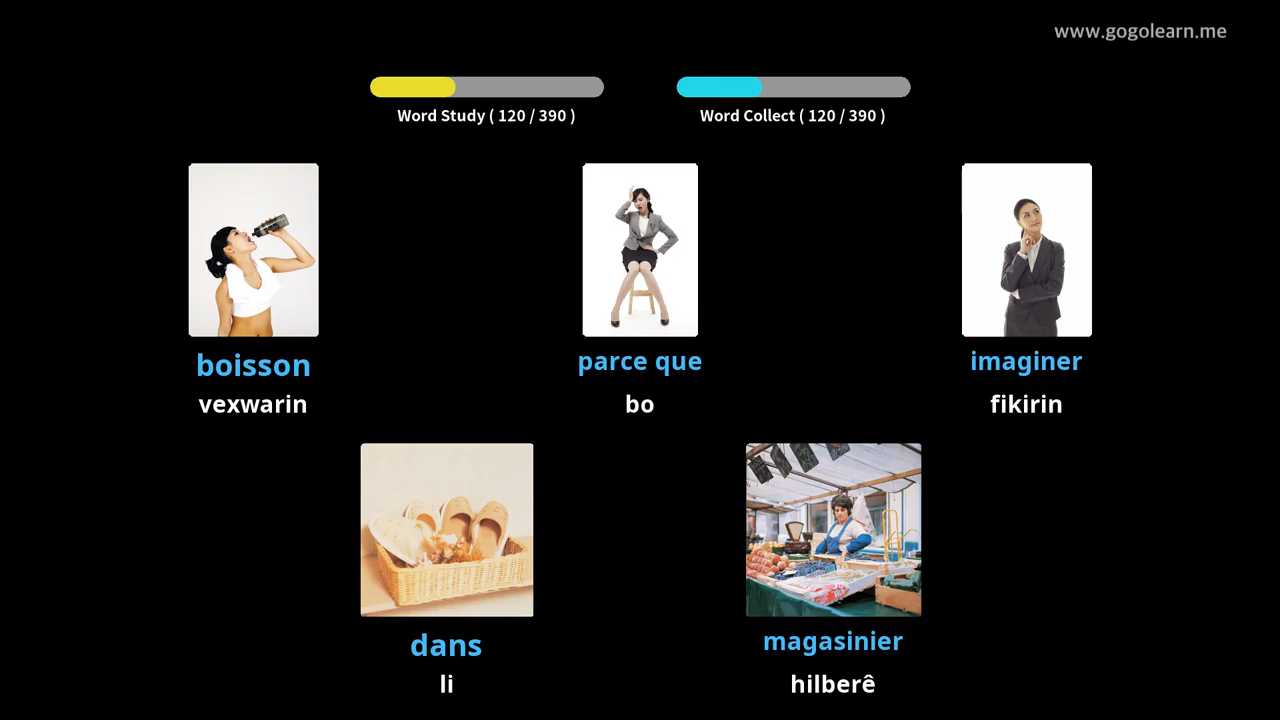 www.gogolearn.me
Word Study ( 120 / 390 )
Word Collect ( 120 / 390 )
boisson
vexwarin
parce que
bo
imaginer
fikirin
dans
li
magasinier
hilberê